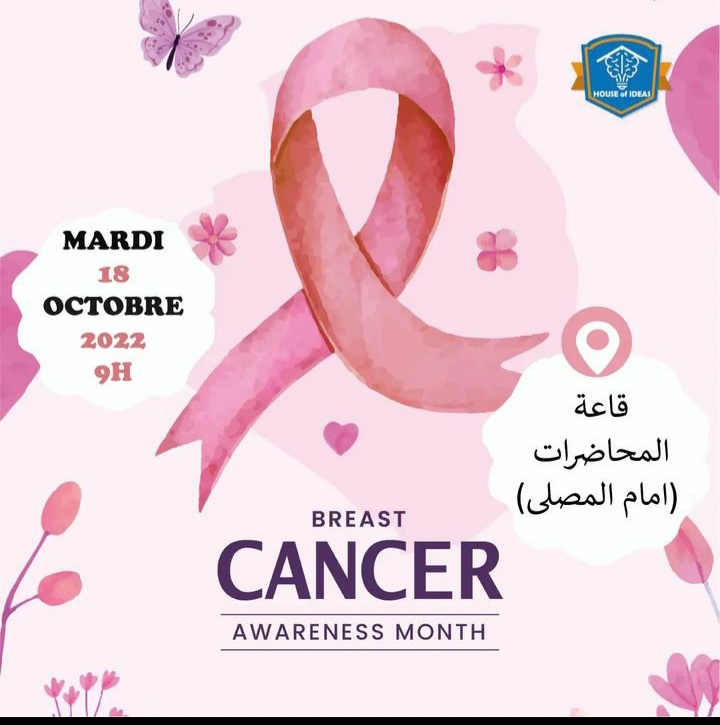 HOUSE of IDEAS
MARDI
18
OCTOBRE
2022
9H
قاعة
المحاضرات
(امام المصلى)
BREAST
CANCER
AWARENESS MONTH